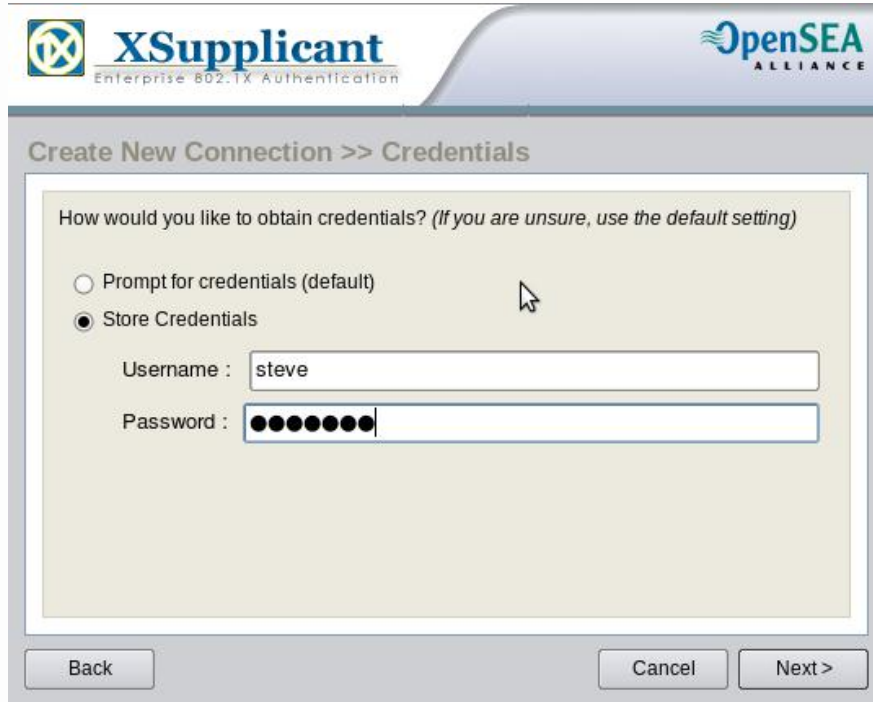 1X XSupplicant
Enterprise 802.1X Authentication
OpenSEA
ALLIANCE
Create New Connection >> Credentials
How would you like to obtain credentials? (If you are unsure, use the default setting)
Prompt for credentials (default)
Store Credentials
Username : steve
Password : ●●●●●●●
Back Cancel Next >